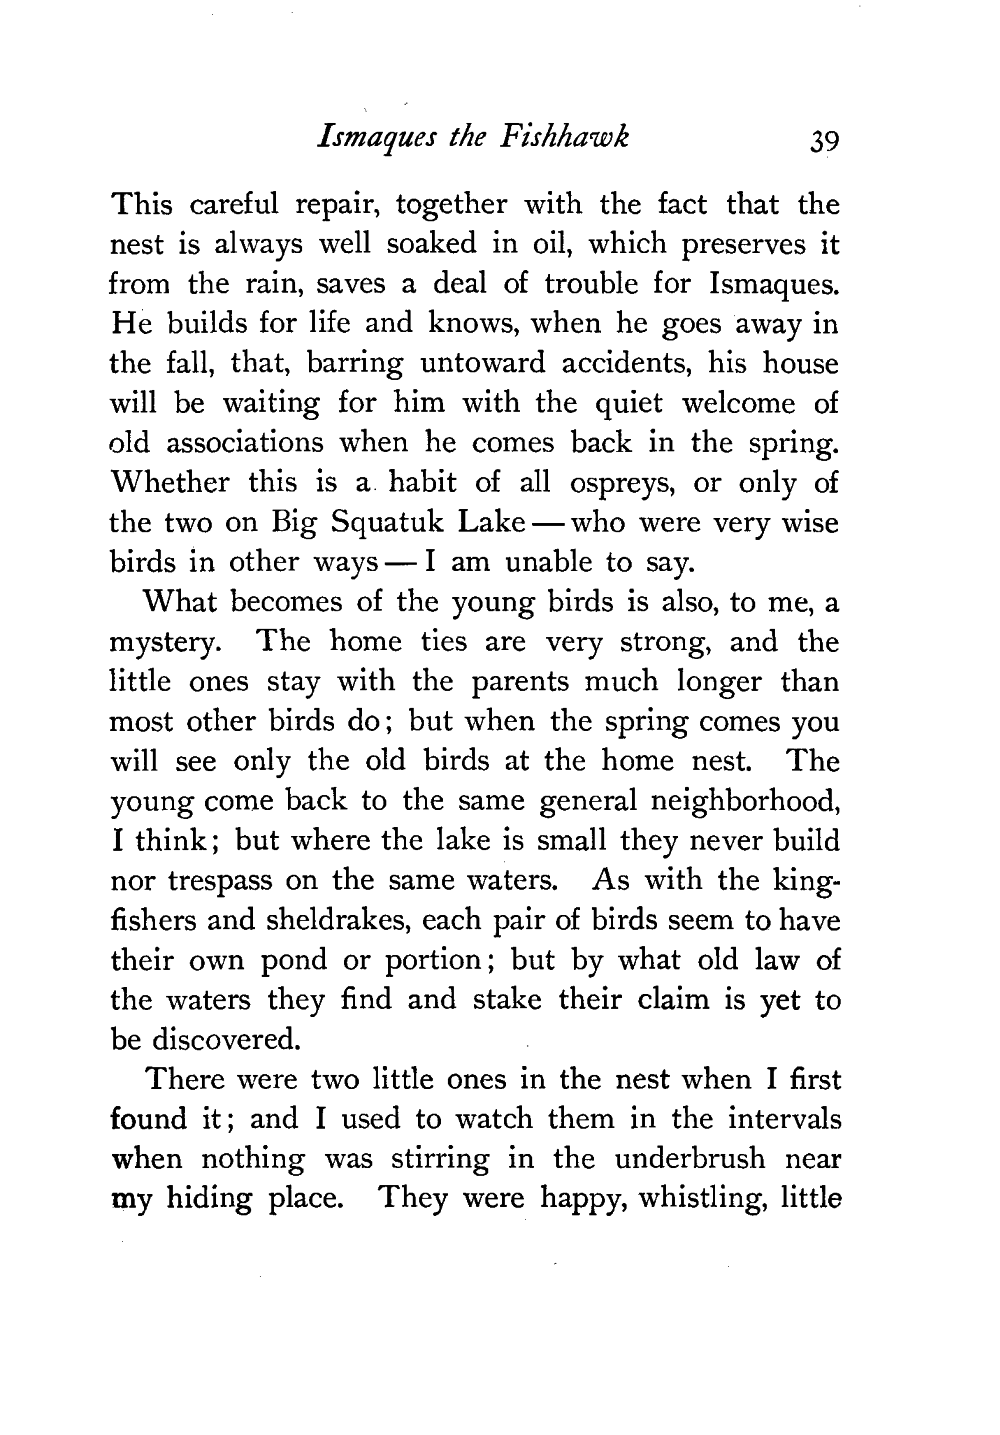 Ismaques the Fishhawk 39
This careful repair, together with the fact that the
nest is always well soaked in oil, which preserves it
from the rain, saves a deal of trouble for Ismaques.
He builds for life and knows, when he goes away in
the fall, that, barring untoward accidents, his house
will be waiting for him with the quiet welcome of
old associations when he comes back in the spring.
Whether this is a habit of all ospreys, or only of
the two on Big Squatuk Lake — who were very wise
birds in other ways — I am unable to say.
What becomes of the young birds is also, to me, a
mystery. The home ties are very strong, and the
little ones stay with the parents much longer than
most other birds do; but when the spring comes you
will see only the old birds at the home nest. The
young come back to the same general neighborhood,
I think; but where the lake is small they never build
nor trespass on the same waters. As with the king-
fishers and sheldrakes, each pair of birds seem to have
their own pond or portion; but by what old law of
the waters they find and stake their claim is yet to
be discovered.
There were two little ones in the nest when I first
found it; and I used to watch them in the intervals
when nothing was stirring in the underbrush near
my hiding place. They were happy, whistling, little